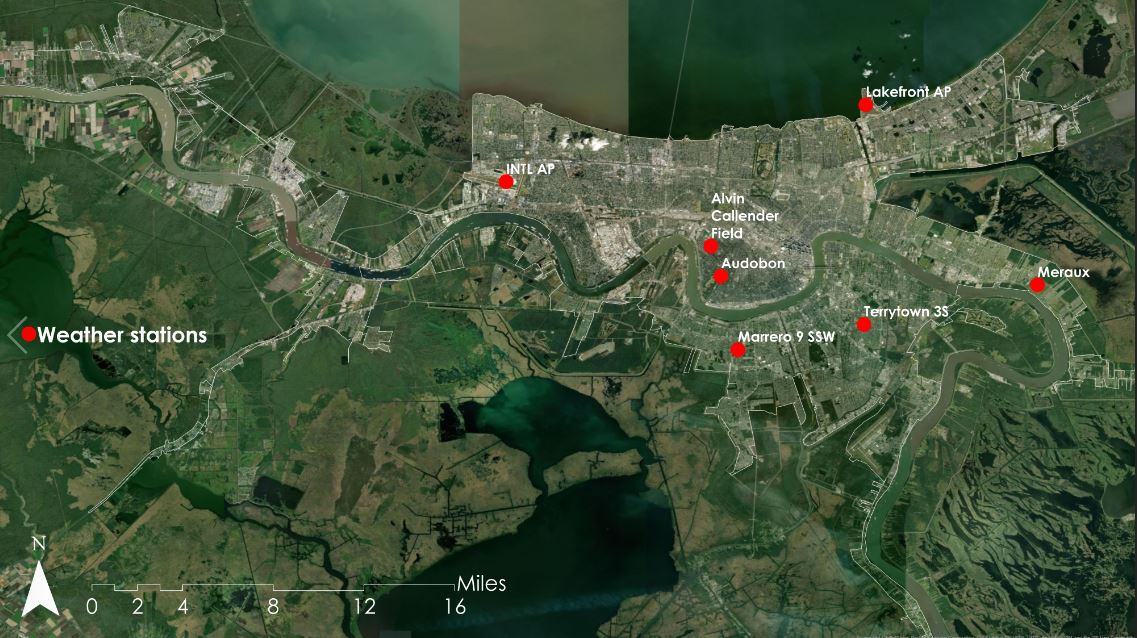 Lakefront AP
INTL AP
Alvin
Callender
Field
Audobon
Meraux
Terrytown 3S
Weather stations
Marrero 9 SSW
N
Miles
0 2 4 8 12 16